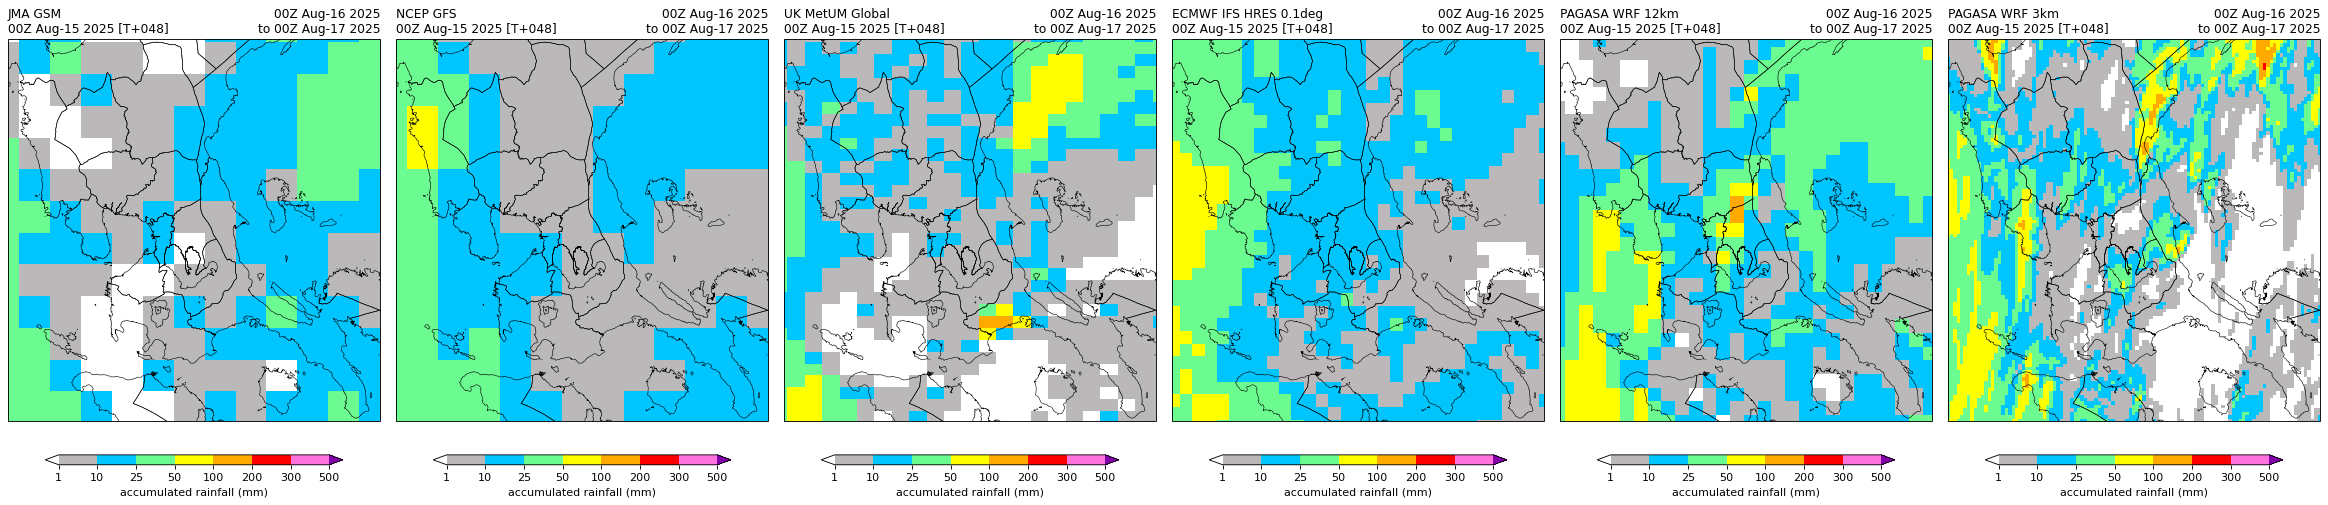 JMA GSM 00Z Aug-16 2025
00Z Aug-15 2025 [T+048] to 00Z Aug-17 2025
NCEP GFS 00Z Aug-16 2025
00Z Aug-15 2025 [T+048] to 00Z Aug-17 2025
UK MetUM Global 00Z Aug-16 2025
00Z Aug-15 2025 [T+048] to 00Z Aug-17 2025
ECMWF IFS HRES 0.1deg 00Z Aug-16 2025
00Z Aug-15 2025 [T+048] to 00Z Aug-17 2025
PAGASA WRF 12km 00Z Aug-16 2025
00Z Aug-15 2025 [T+048] to 00Z Aug-17 2025
PAGASA WRF 3km 00Z Aug-16 2025
00Z Aug-15 2025 [T+048] to 00Z Aug-17 2025
1 10 25 50 100 200 300 500
accumulated rainfall (mm)
1 10 25 50 100 200 300 500
accumulated rainfall (mm)
1 10 25 50 100 200 300 500
accumulated rainfall (mm)
1 10 25 50 100 200 300 500
accumulated rainfall (mm)
1 10 25 50 100 200 300 500
accumulated rainfall (mm)
1 10 25 50 100 200 300 500
accumulated rainfall (mm)